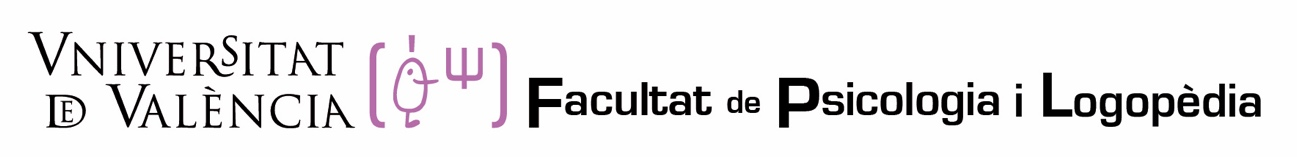 VNIVERSITAT
DE VALÈNCIA
Facultat de Psicologia i Logopèdia